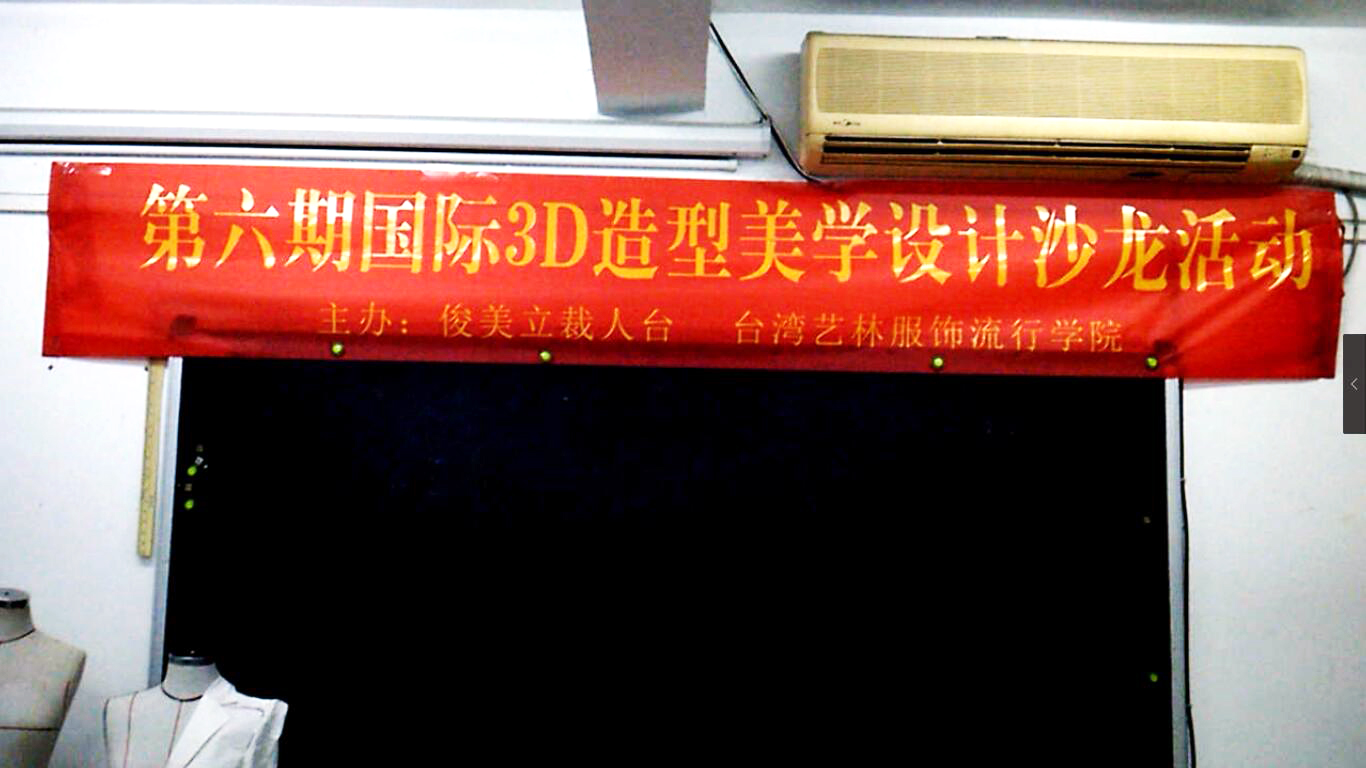 第六期国际3D造型美学设计沙龙活动
主办：俊美立裁人台 台湾艺林服饰流行学院